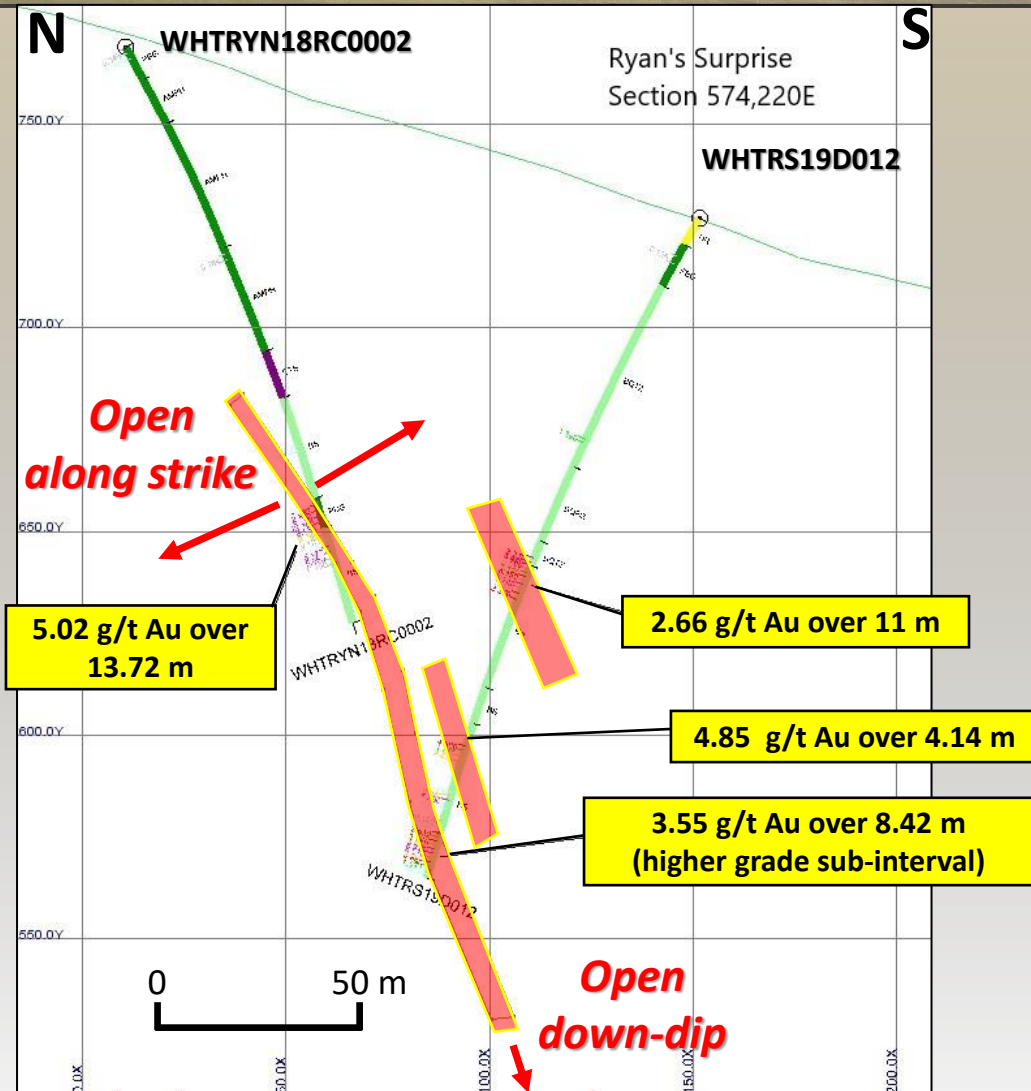 N
WHTRYN18RC0002
S
Ryan's Surprise
Section 574,220E
750.0Y
WHTRS19D012
700.0Y
Open
along strike
650.0Y
5.02 g/t Au over
13.72 m
2.66 g/t Au over 11 m
WHTRYN18RC0002
600.0Y
4.85 g/t Au over 4.14 m
3.55 g/t Au over 8.42 m
(higher grade sub-interval)
WHTRS19D012
550.0Y
0 50 m
Open
down-dip
100.0X
150.0X
200.0X